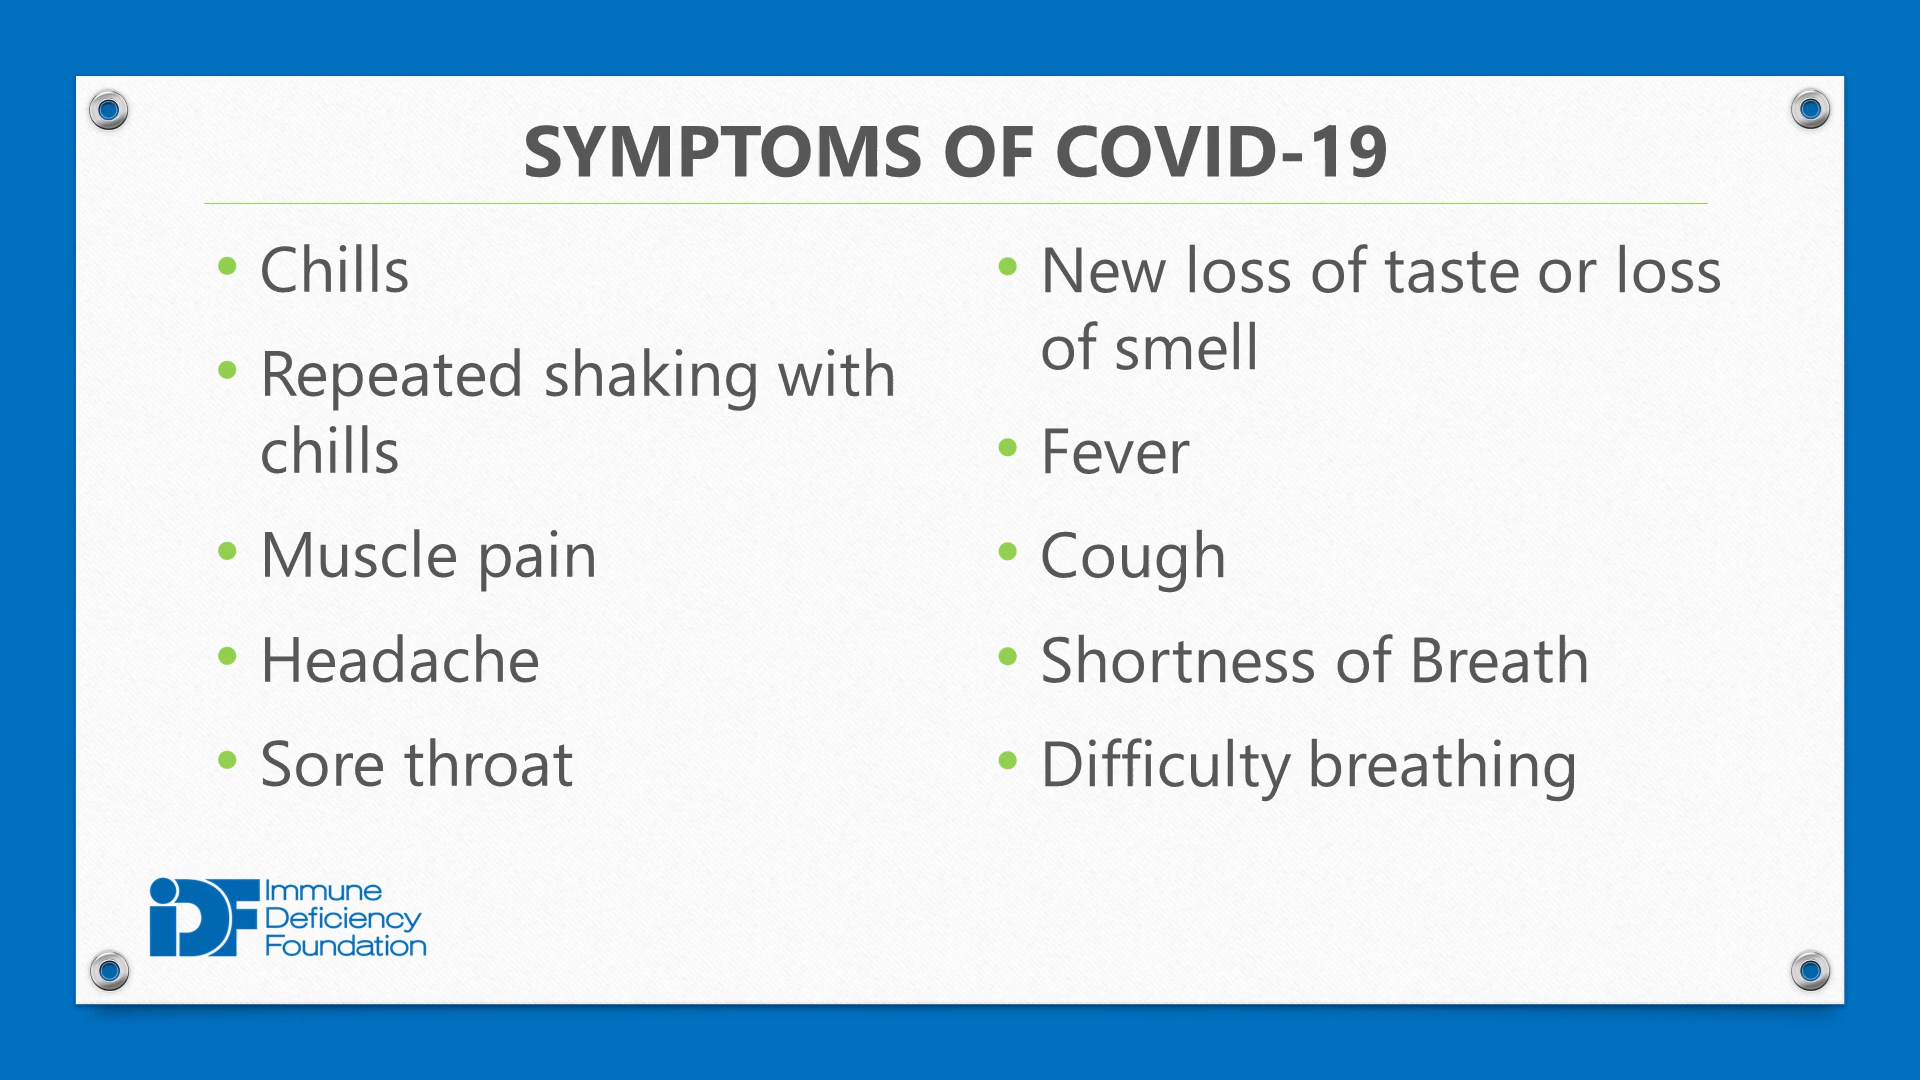 SYMPTOMS OF COVID-19
• Chills
• Repeated shaking with
chills
• Muscle pain
• Headache
• Sore throat
• New loss of taste or loss
of smell
• Fever
• Cough
• Shortness of Breath
• Difficulty breathing
iDF Immune
Deficiency
Foundation